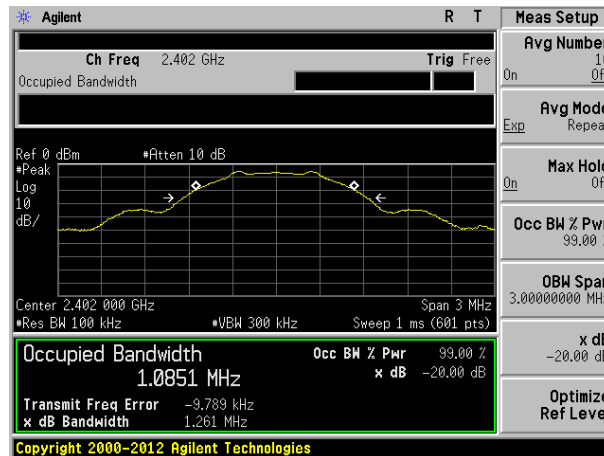 Agilent R T
Meas Setup
Ch Freq 2.402 GHz Trig Free
Occupied Bandwidth
Avg Number
On
Avg Mode
Exp
Max Hold
On
Occ BW % Pwr
99.00
OBW Span
3.00000000 MHz
x dB
-20.00 dB
Optimize
Ref Level
Ref 0 dBm #Atten 10 dB
#Peak
Log
10
dB/
Center 2.402 000 GHz Span 3 MHz
#Res BW 100 kHz #VBW 300 kHz Sweep 1 ms (601 pts)
Occupied Bandwidth Occ BW % Pwr 99.00 %
1.0851 MHz x dB -20.00 dB
Transmit Freq Error -9.789 kHz
x dB Bandwidth 1.261 MHz
Copyright 2000-2012 Agilent Technologies